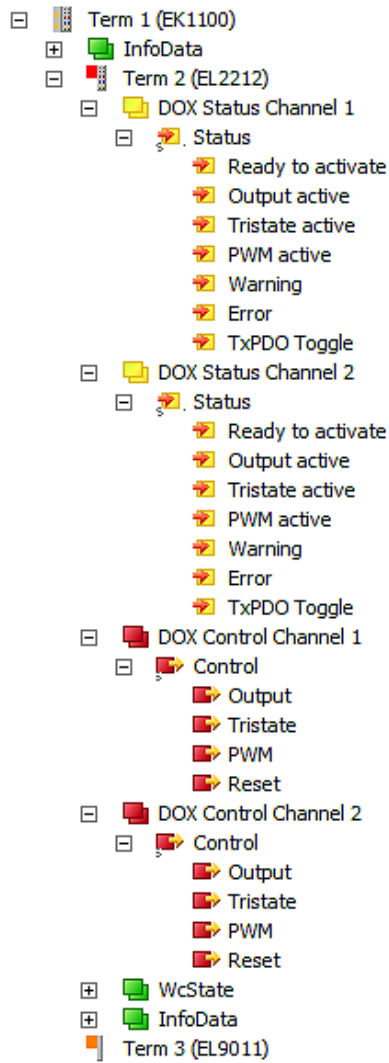 Term 1 (EK1100)
InfoData
Term 2 (EL2212)
DOX Status Channel 1
Status
Ready to activate
Output active
Tristate active
PWM active
Warning
Error
TxPDO Toggle
DOX Status Channel 2
Status
Ready to activate
Output active
Tristate active
PWM active
Warning
Error
TxPDO Toggle
DOX Control Channel 1
Control
Output
Tristate
PWM
Reset
DOX Control Channel 2
Control
Output
Tristate
PWM
Reset
WcState
InfoData
Term 3 (EL9011)